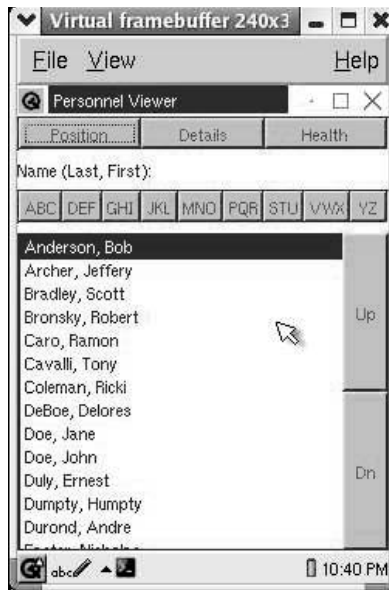 Virtual framebuffer 240x3
File View Help
Personnel Viewer
Position Details Health
Name (Last, First):
ABC DEF GHI JKL MNO PQR STU VWX YZ
Anderson, Bob
Archer, Jeffery
Bradley, Scott
Bronsky, Robert Up
Caro, Ramon
Cavalli, Tony
Coleman, Ricki
DeBoe, Delores
Doe, Jane
Doe, John
Duly, Ernest Dn
Dumpty, Humpty
Durond, Andre
abc 10:40 PM